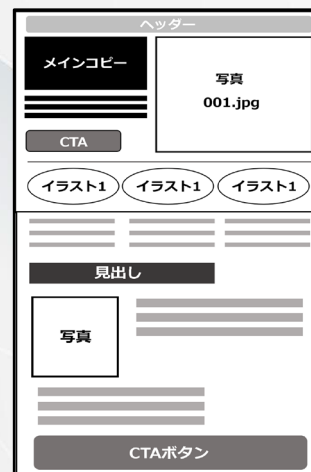 ヘッダー
メインコピー
写真
001.jpg
CTA
イラスト1
イラスト1
イラスト1
見出し
写真
CTAボタン